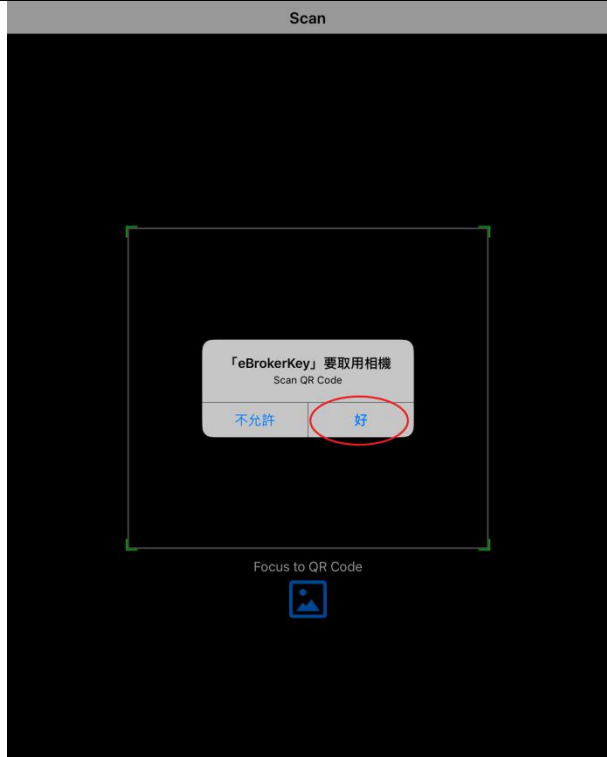 Scan
「eBrokerKey」要取用相機
Scan QR Code
不允許 好
Focus to QR Code